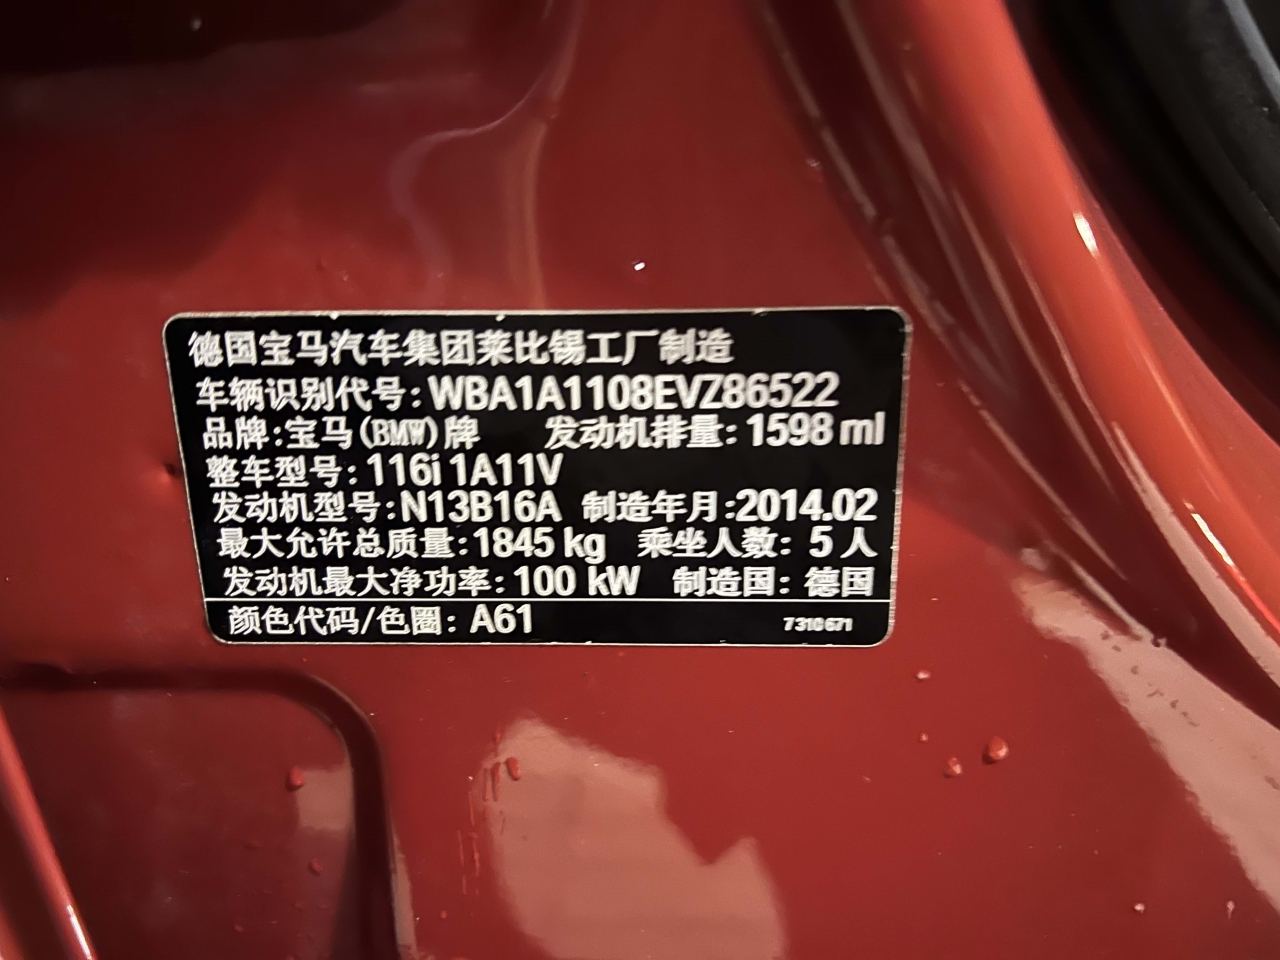 德国宝马汽车集团莱比锡工厂制造
车辆识别代号: WBA1A1108EVZ86522
品牌:宝马(BMW)牌 发动机排量: 1598 ml
整车型号: 116i 1A11V
发动机型号: N13B16A 制造年月:2014.02
最大允许总质量: 1845 kg 乘坐人数: 5 人
发动机最大净功率: 100 kW 制造国: 德国
颜色代码/色圈: A61 7310671